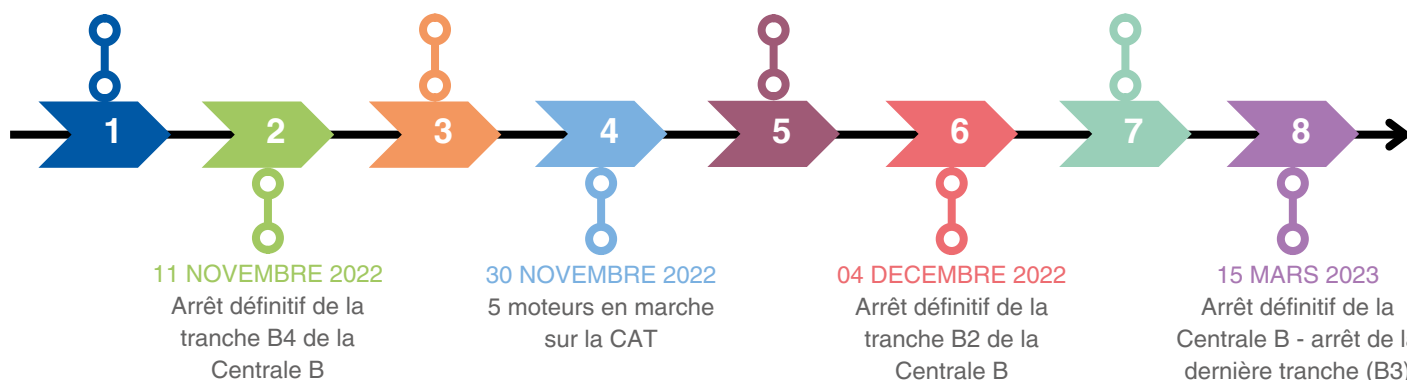 1 2 3 4 5 6 7 8
11 NOVEMBRE 2022
Arrêt définitif de la
tranche B4 de la
Centrale B
30 NOVEMBRE 2022
5 moteurs en marche
sur la CAT
04 DECEMBRE 2022
Arrêt définitif de la
tranche B2 de la
Centrale B
15 MARS 2023
Arrêt définitif de la
Centrale B - arrêt de la
dernière tranche (B3)